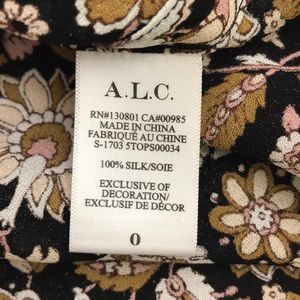 A.L.C.
RN#130801 CA#00985
MADE IN CHINA
FABRIQUÉ AU CHINE
S-1703 5TOPS00034
100% SILK/SOIE
EXCLUSIVE OF
DECORATION/
EXCLUSIF DE DÉCOR
0